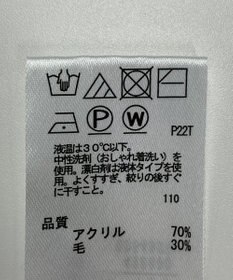 P W P22T
液温は30℃以下。
中性洗剤(おしゃれ着洗い)を
使用。漂白剤は液体タイプを使
用。よくすすぎ、絞りの後すぐ
に干すこと。
110
品質
アクリル 70%
毛 30%